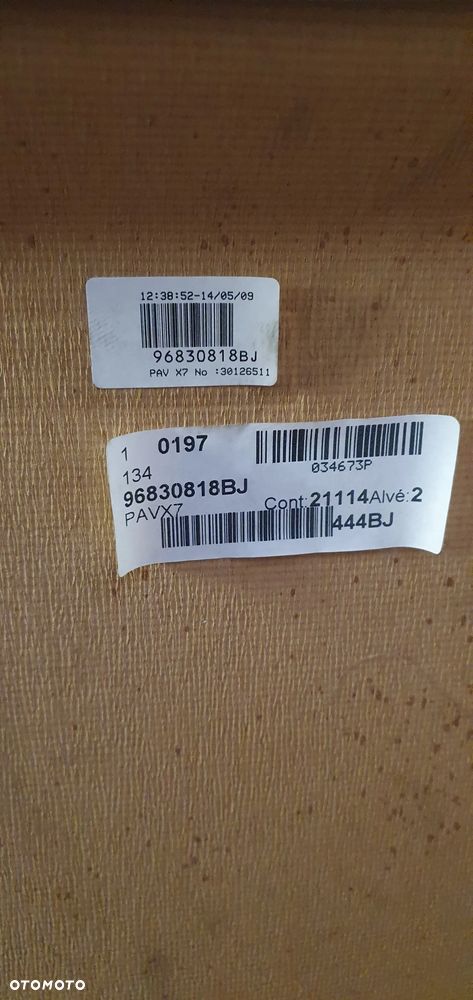 12:38:52-14/05/09
96830818BJ
PAV X7 No :30126511
1 0197
034673P
134
96830818BJ
Cont:21114Alvé:2
PAVX7
444BJ
OTOMOTO